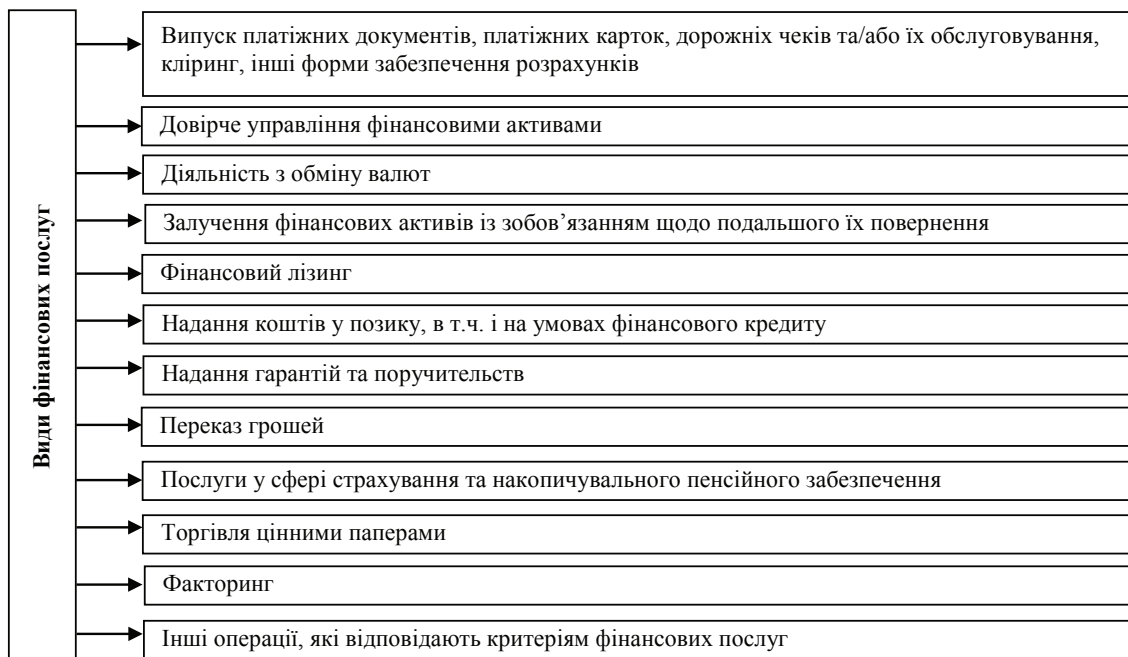 Види фінансових послуг
Випуск платіжних документів, платіжних карток, дорожніх чеків та/або їх обслуговування,
кліринг, інші форми забезпечення розрахунків
Довірче управління фінансовими активами
Діяльність з обміну валют
Залучення фінансових активів із зобов’язанням щодо подальшого їх повернення
Фінансовий лізинг
Надання коштів у позику, в т.ч. і на умовах фінансового кредиту
Надання гарантій та поручительств
Переказ грошей
Послуги у сфері страхування та накопичувального пенсійного забезпечення
Торгівля цінними паперами
Факторинг
Інші операції, які відповідають критеріям фінансових послуг